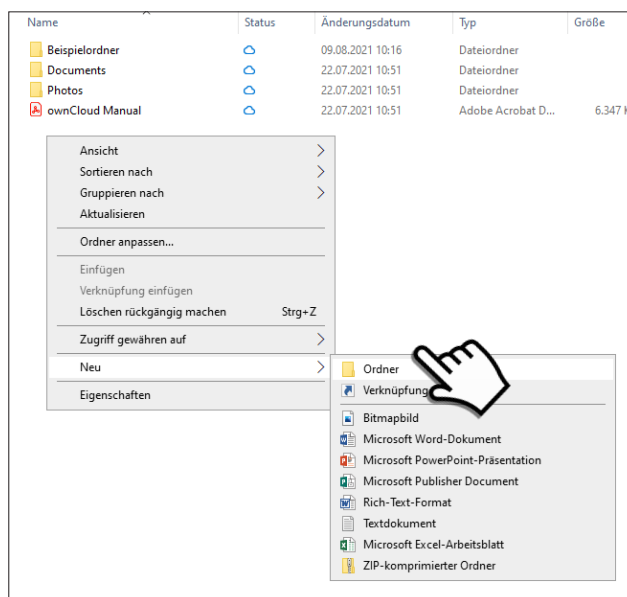 Name Status Änderungsdatum Typ Größe
Beispielordner 09.08.2021 10:16 Dateiordner
Documents 22.07.2021 10:51 Dateiordner
Photos 22.07.2021 10:51 Dateiordner
ownCloud Manual 22.07.2021 10:51 Adobe Acrobat D... 6.347
Ansicht
Sortieren nach
Gruppieren nach
Aktualisieren
Ordner anpassen...
Einfügen
Verknüpfung einfügen
Löschen rückgängig machen Strg+Z
Zugriff gewähren auf
Neu
Eigenschaften
Ordner
Verknüpfung
Bitmapbild
Microsoft Word-Dokument
Microsoft PowerPoint-Präsentation
Microsoft Publisher Document
Rich-Text-Format
Textdokument
Microsoft Excel-Arbeitsblatt
ZIP-komprimierter Ordner